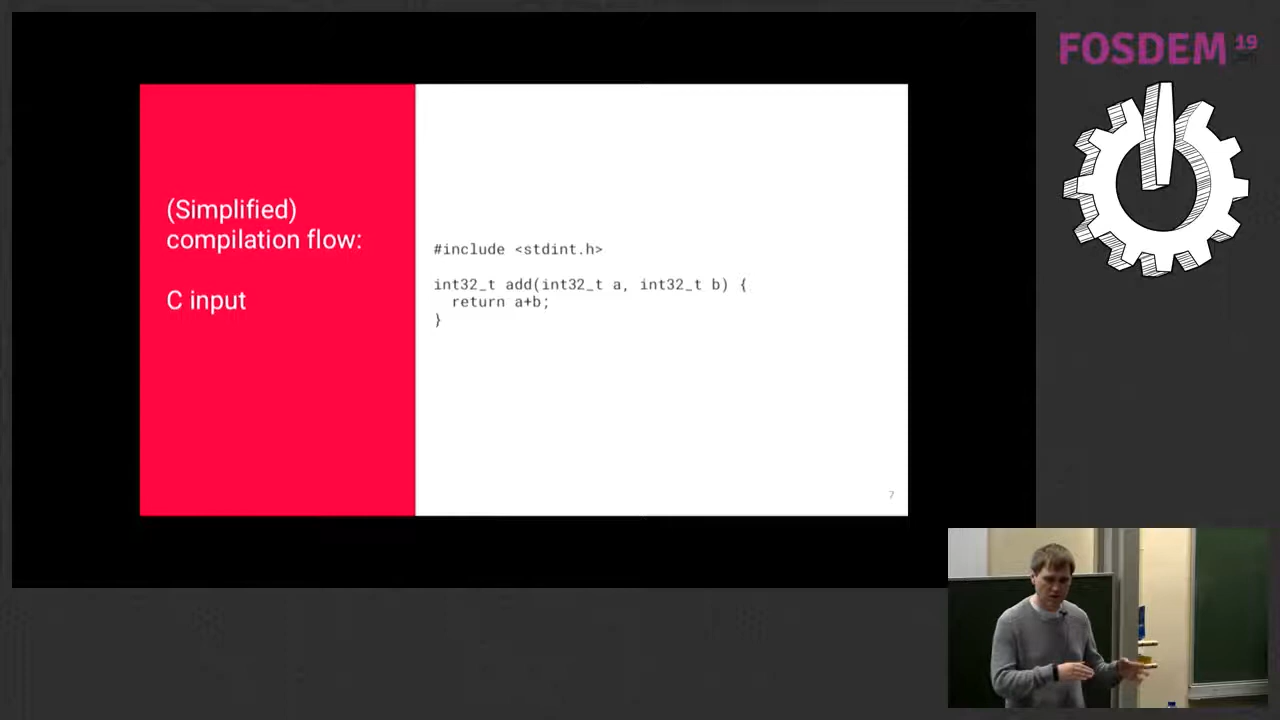 FOSDEM 19
(Simplified)
compilation flow:
C input
#include <stdint.h>
int32_t add(int32_t a, int32_t b) {
  return a+b;
}
7